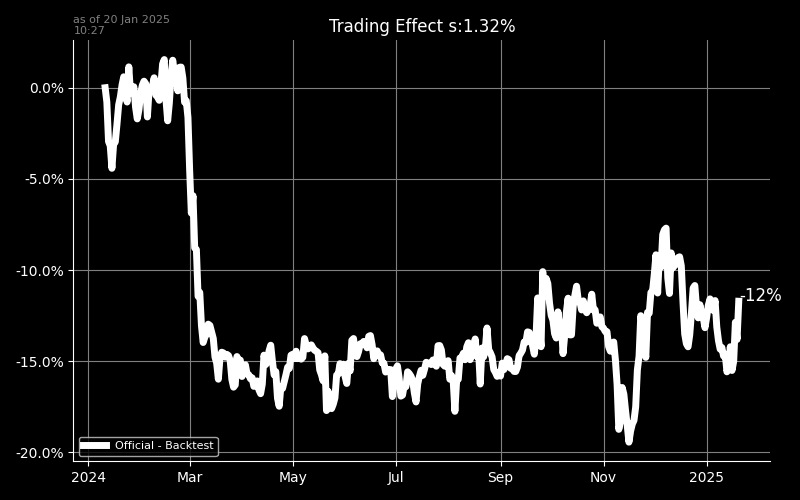 as of 20 Jan 2025
10:27
Trading Effect s:1.32%
0.0%
-5.0%
-10.0%
-15.0%
-20.0%
-12%
Official - Backtest
2024 Mar May Jul Sep Nov 2025